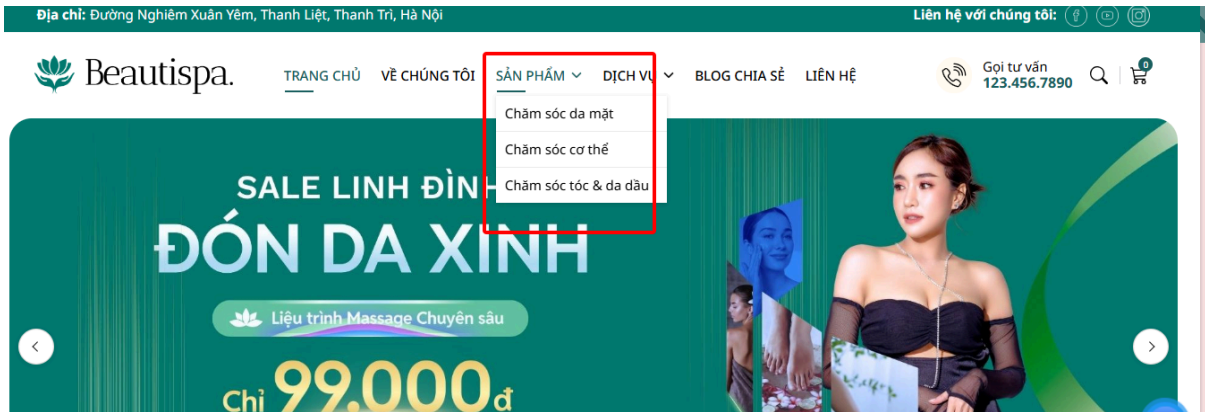 Địa chỉ: Đường Nghiêm Xuân Yêm, Thanh Liệt, Thanh Trì, Hà Nội
Liên hệ với chúng tôi:
Beautispa.
TRANG CHỦ VỀ CHÚNG TÔI SẢN PHẨM DỊCH VỤ BLOG CHIA SẺ LIÊN HỆ
Gọi tư vấn
123.456.7890
0
Chăm sóc da mặt
Chăm sóc cơ thể
Chăm sóc tóc & da dầu
SALE LINH ĐÌN
ĐÓN DA XINH
Liệu trình Massage Chuyên sâu
Chỉ 99.000đ